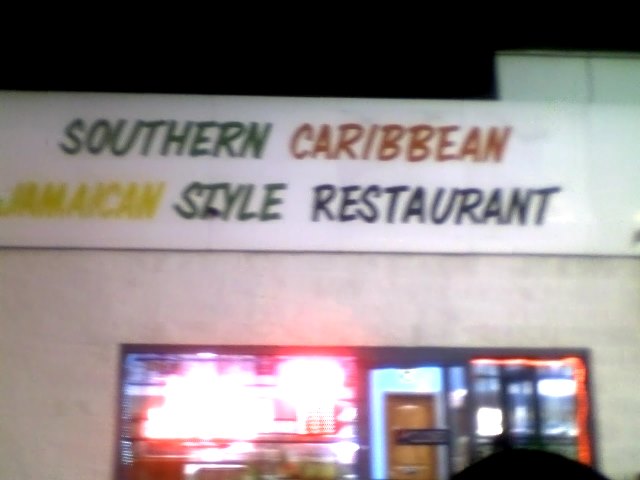 SOUTHERN CARIBBEAN
JAMAICAN STYLE RESTAURANT